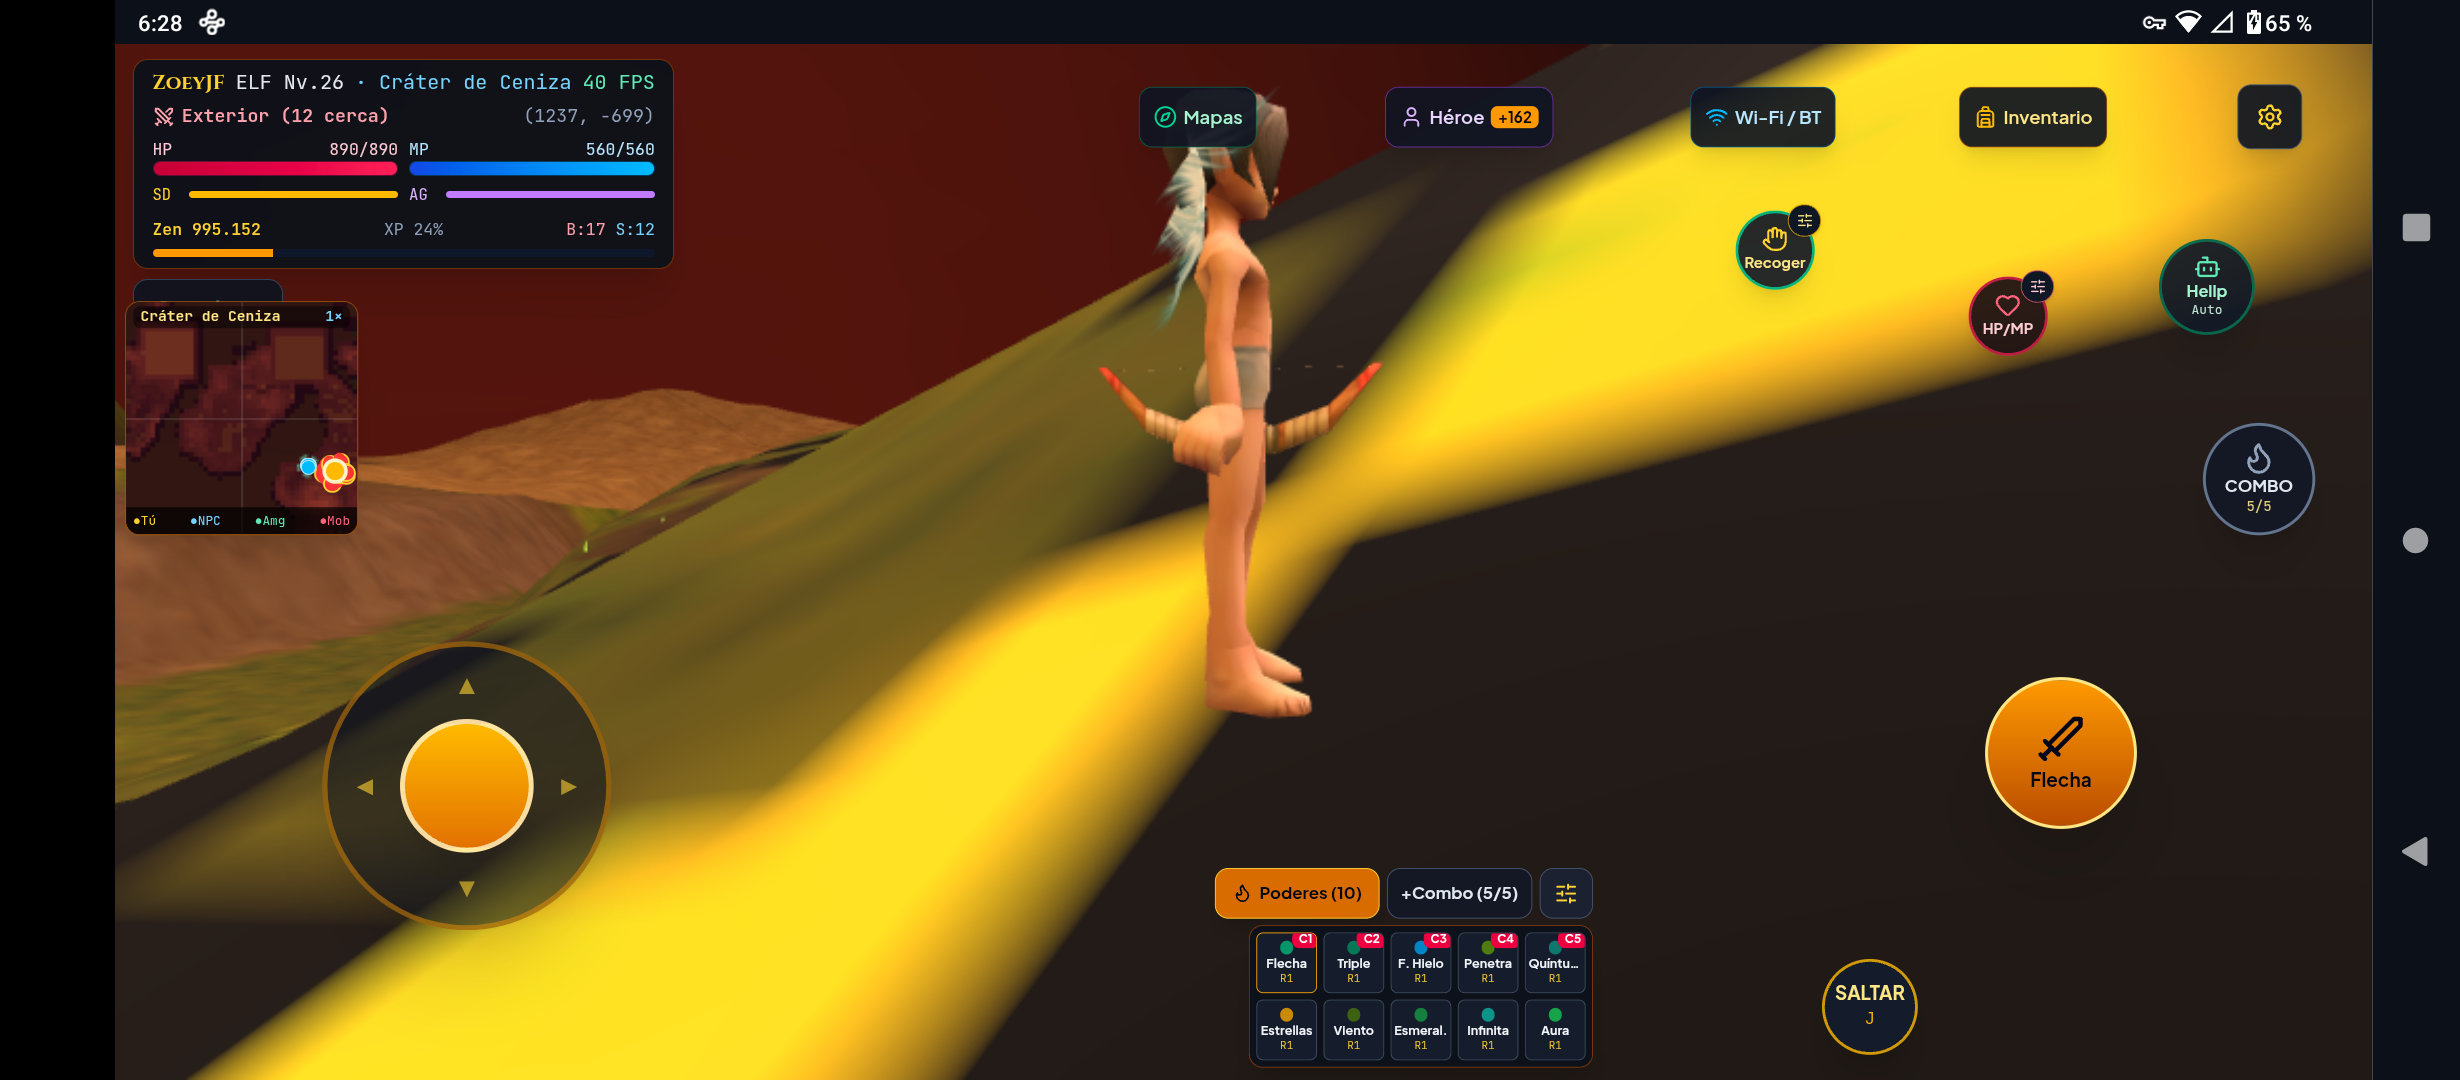 6:28
65 %
ZOEYJF ELF Nv.26 · Cráter de Ceniza 40 FPS
Exterior (12 cerca) (1237, -699)
HP 890/890 MP 560/560
SD AG
Zen 995.152 XP 24% B:17 S:12
Cráter de Ceniza 1×
Tú NPC Amg Mob
Mapas
Héroe +162
Wi-Fi / BT
Inventario
Recoger
HP/MP
Hellp
Auto
COMBO
5/5
Flecha
Poderes (10) +Combo (5/5)
C1 C2 C3 C4 C5
Flecha Triple F. Hielo Penetra Quíntu...
R1 R1 R1 R1 R1
Estrellas Viento Esmeral. Infinita Aura
R1 R1 R1 R1 R1
SALTAR
J